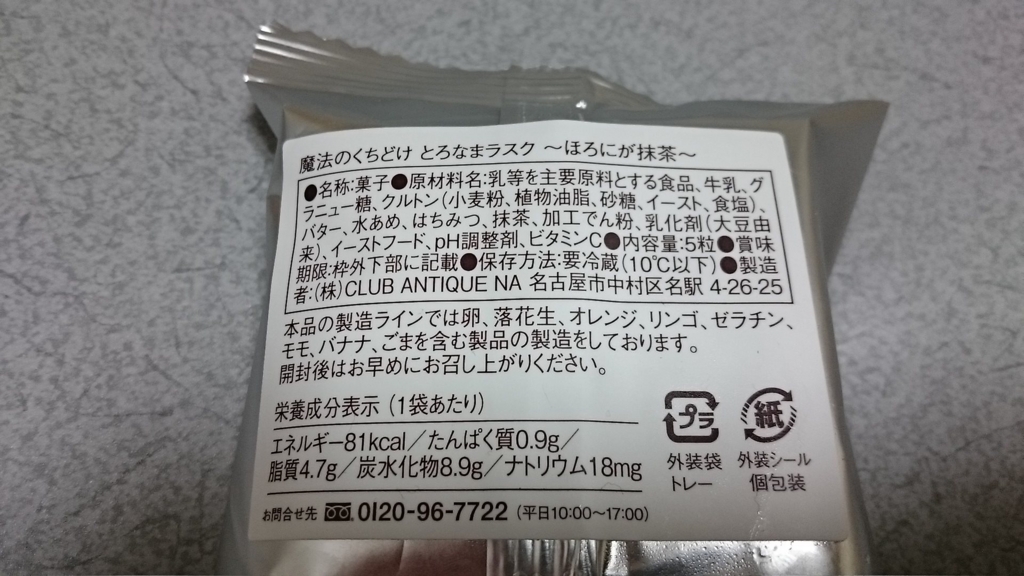 魔法のくちどけ とろなまラスク 〜ほろにが抹茶〜
●名称:菓子●原材料名:乳等を主要原料とする食品、牛乳、グ
ラニュー糖、クルトン(小麦粉、植物油脂、砂糖、イースト、食塩)、
バター、水あめ、はちみつ、抹茶、加工でん粉、乳化剤(大豆由
来)、イーストフード、pH調整剤、ビタミンC●内容量:5粒●賞味
期限:枠外下部に記載●保存方法:要冷蔵(10℃以下)●製造
者:(株)CLUB ANTIQUE NA 名古屋市中村区名駅 4-26-25
本品の製造ラインでは卵、落花生、オレンジ、リンゴ、ゼラチン、
モモ、バナナ、ごまを含む製品の製造をしております。
開封後はお早めにお召し上がりください。
栄養成分表示 (1袋あたり)
エネルギー81kcal/たんぱく質0.9g/
脂質4.7g/炭水化物8.9g/ナトリウム18mg
お問合せ先 0120-96-7722 (平日10:00〜17:00)
プラ
外装袋
トレー
紙
外装シール
個包装